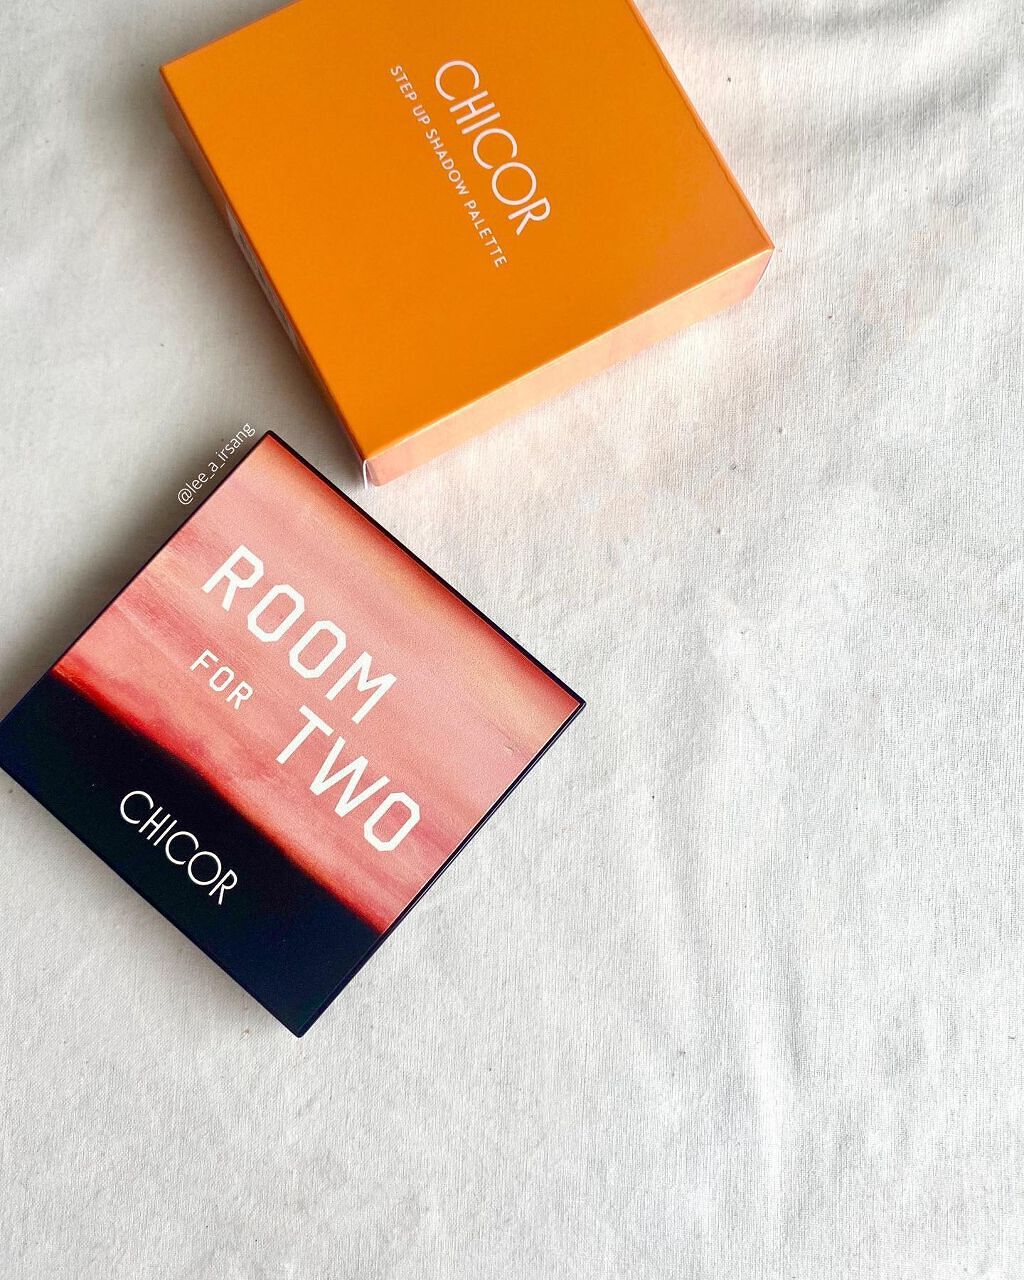 CHICOR
STEP UP SHADOW PALETTE
@lee_a_irsang
ROOM
FOR TWO
CHICOR